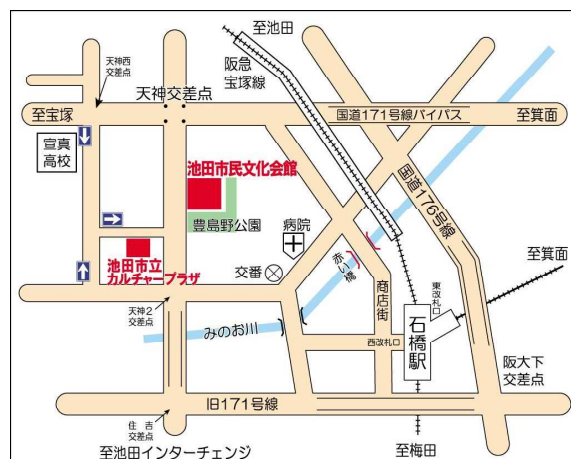 至池田
阪急
宝塚線
天神西
交差点
天神交差点
至宝塚
国道171号線バイパス
至箕面
宣真
高校
池田市民文化会館
国道176号線
豊島野公園
病院
赤い橋
池田市立
カルチャープラザ
交番
至箕面
東改札口
商店街
石橋駅
天神2
交差点
みのお川
西改札口
阪大下
交差点
旧171号線
住吉
交差点
至池田インターチェンジ
至梅田